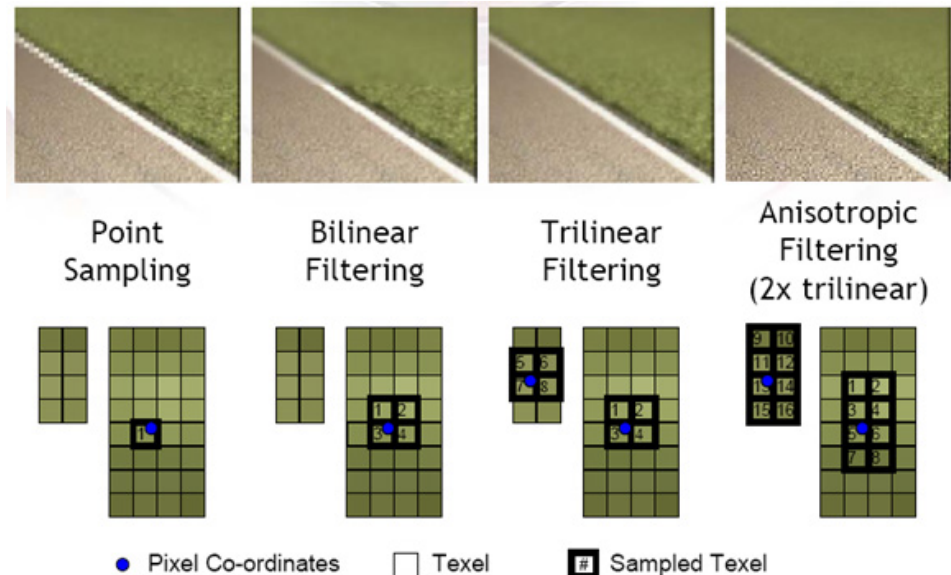 Point
Sampling
Bilinear
Filtering
Trilinear
Filtering
Anisotropic
Filtering
(2x trilinear)
1
1 2
3 4
5 6
7 8
1 2
3 4
9 10
11 12
13 14
15 16
1 2
3 4
5 6
7 8
Pixel Co-ordinates
Texel
# Sampled Texel